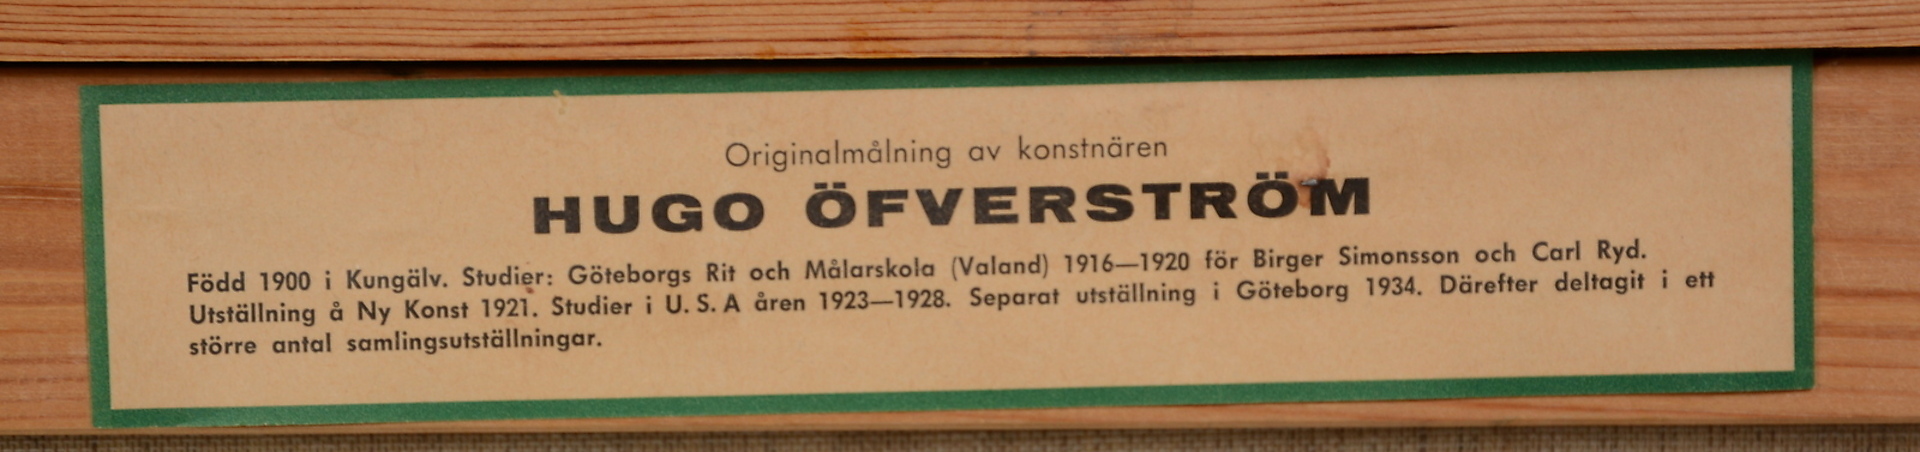 Originalmålning av konstnären
HUGO ÖFVERSTRÖM
Född 1900 i Kungälv. Studier: Göteborgs Rit och Målarskola (Valand) 1916—1920 för Birger Simonsson och Carl Ryd.
Utställning å Ny Konst 1921. Studier i U. S. A åren 1923—1928. Separat utställning i Göteborg 1934. Därefter deltagit i ett
större antal samlingsutställningar.